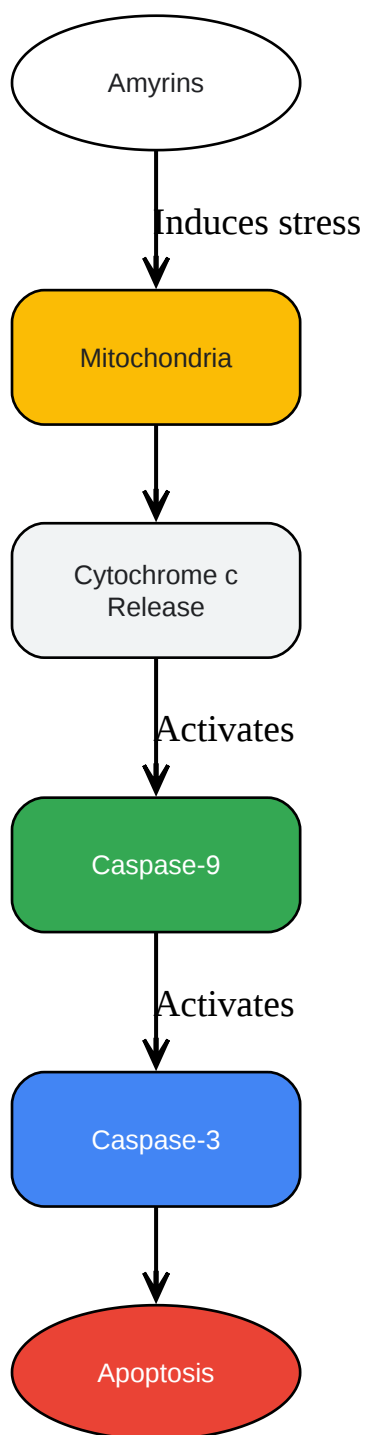 Amyrins
Induces stress
Mitochondria
Cytochrome c
Release
Activates
Caspase-9
Activates
Caspase-3
Apoptosis